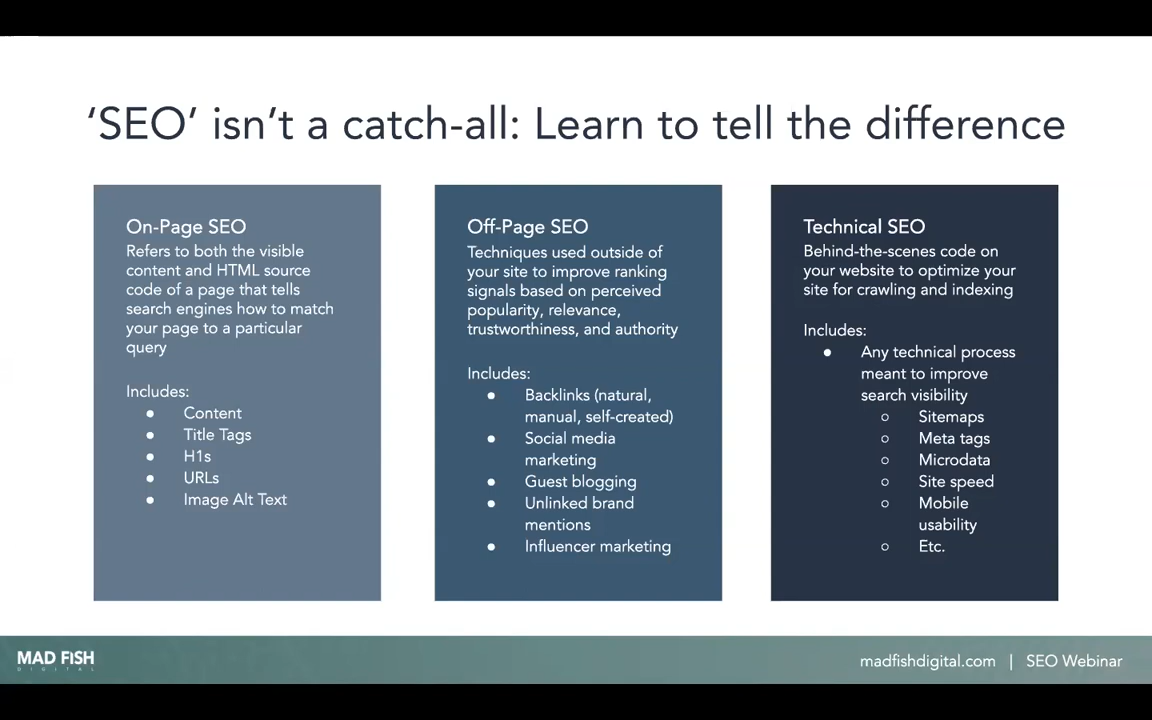 ‘SEO’ isn’t a catch-all: Learn to tell the difference
On-Page SEO
Refers to both the visible
content and HTML source
code of a page that tells
search engines how to match
your page to a particular
query
Includes:
● Content
● Title Tags
● H1s
● URLs
● Image Alt Text
Off-Page SEO
Techniques used outside of
your site to improve ranking
signals based on perceived
popularity, relevance,
trustworthiness, and authority
Includes:
● Backlinks (natural,
manual, self-created)
● Social media
marketing
● Guest blogging
● Unlinked brand
mentions
● Influencer marketing
Technical SEO
Behind-the-scenes code on
your website to optimize your
site for crawling and indexing
Includes:
● Any technical process
meant to improve
search visibility
○ Sitemaps
○ Meta tags
○ Microdata
○ Site speed
○ Mobile
usability
○ Etc.
MAD FISH
DIGITAL
madfishdigital.com | SEO Webinar